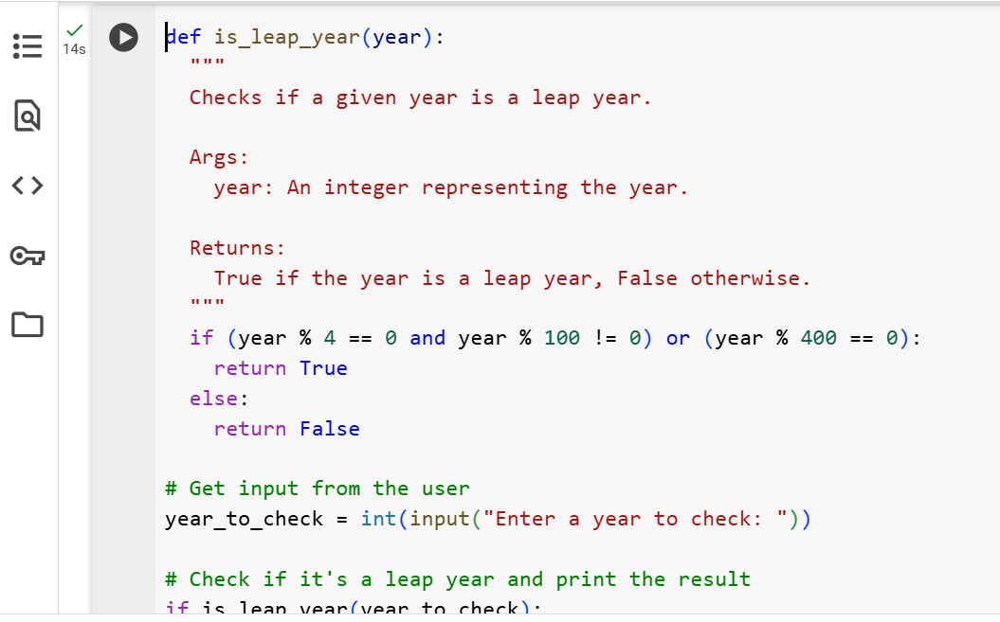 14s
def is_leap_year(year):
  """
  Checks if a given year is a leap year.

  Args:
    year: An integer representing the year.

  Returns:
    True if the year is a leap year, False otherwise.
  """
  if (year % 4 == 0 and year % 100 != 0) or (year % 400 == 0):
    return True
  else:
    return False

# Get input from the user
year_to_check = int(input("Enter a year to check: "))

# Check if it's a leap year and print the result
if is_leap_year(year_to_check):